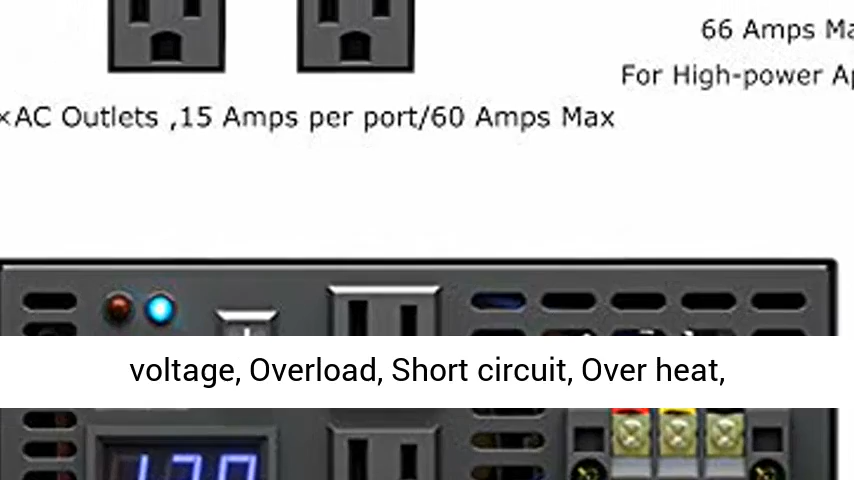 66 Amps Ma
For High-power Ap
×AC Outlets ,15 Amps per port/60 Amps Max
voltage, Overload, Short circuit, Over heat,